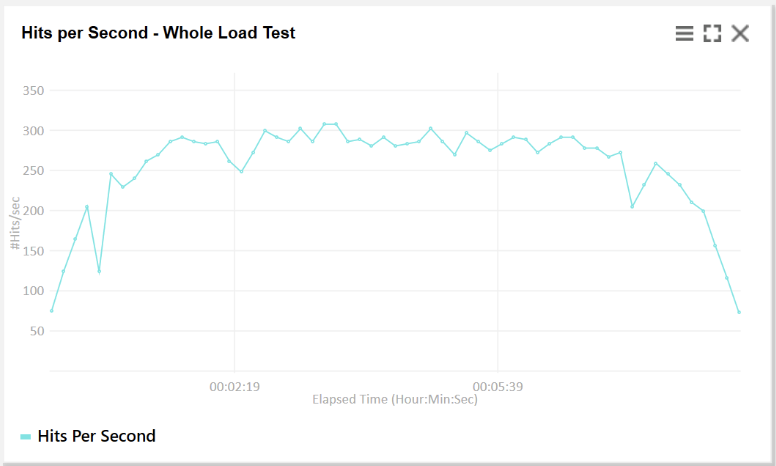 Hits per Second - Whole Load Test
350
300
250
200
150
100
50
#Hits/sec
00:02:19
00:05:39
Elapsed Time (Hour:Min:Sec)
Hits Per Second